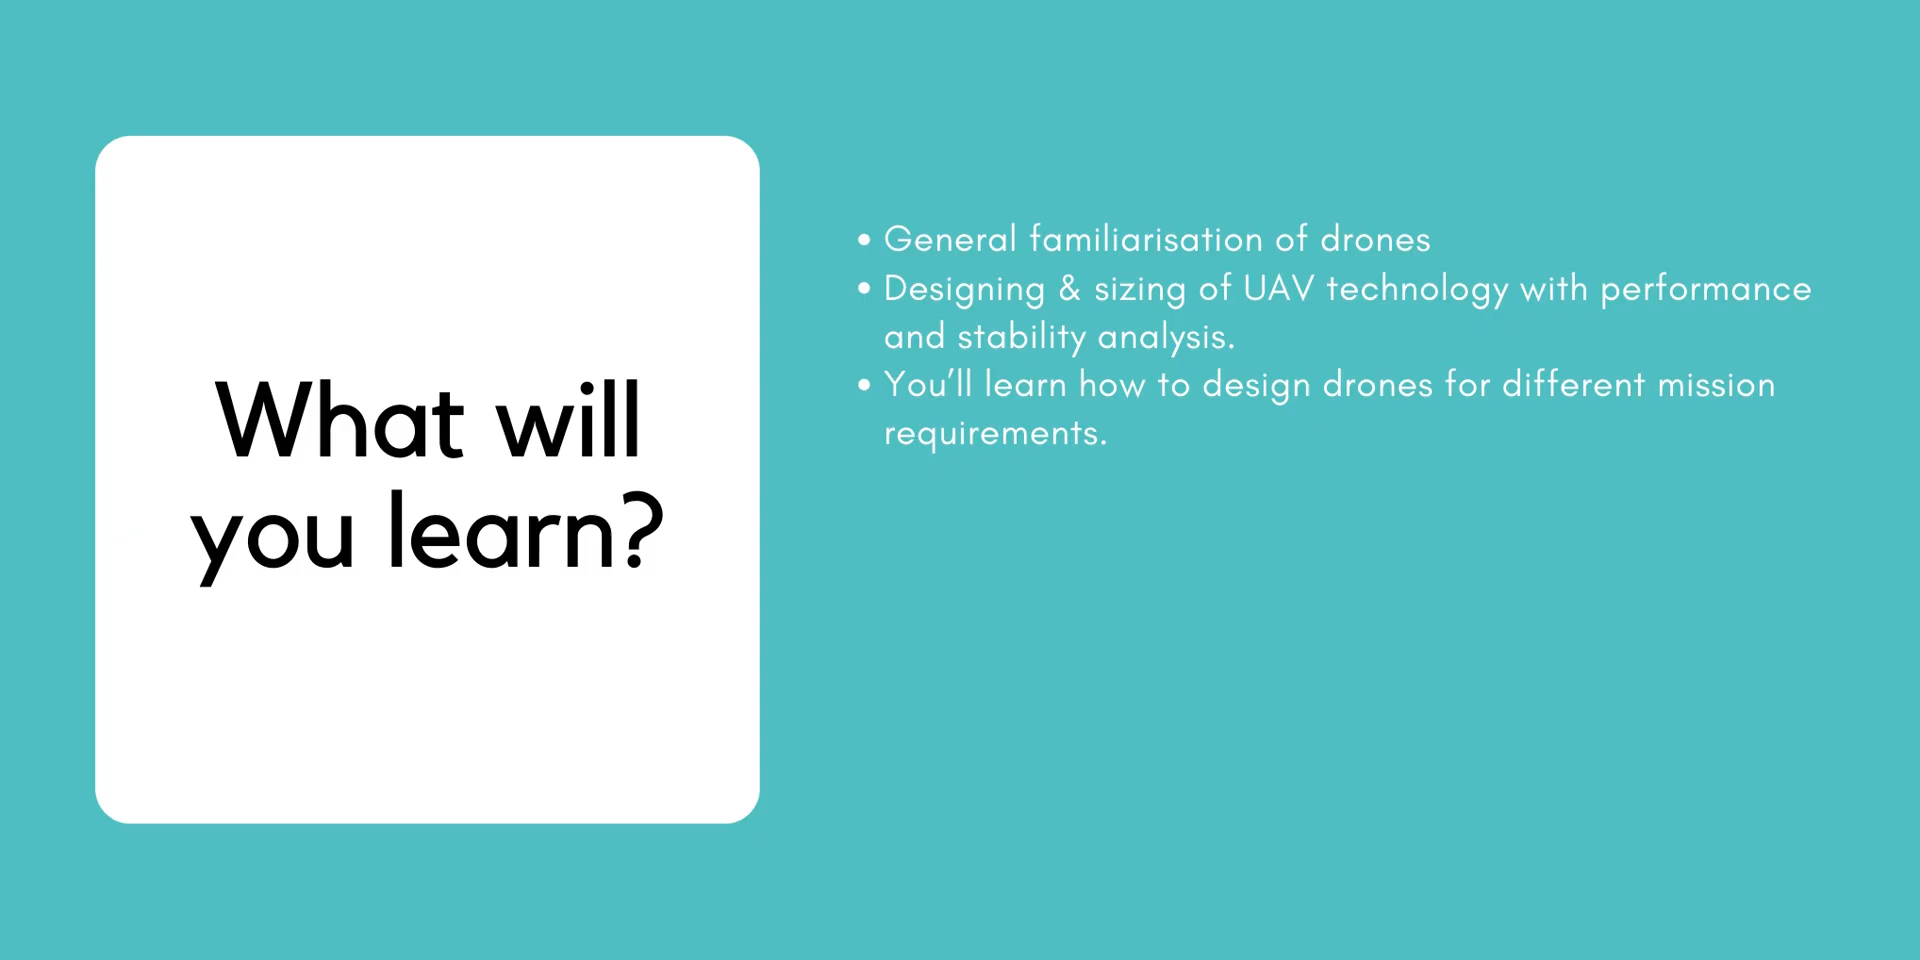 What will
you learn?
• General familiarisation of drones
• Designing & sizing of UAV technology with performance
and stability analysis.
• You’ll learn how to design drones for different mission
requirements.